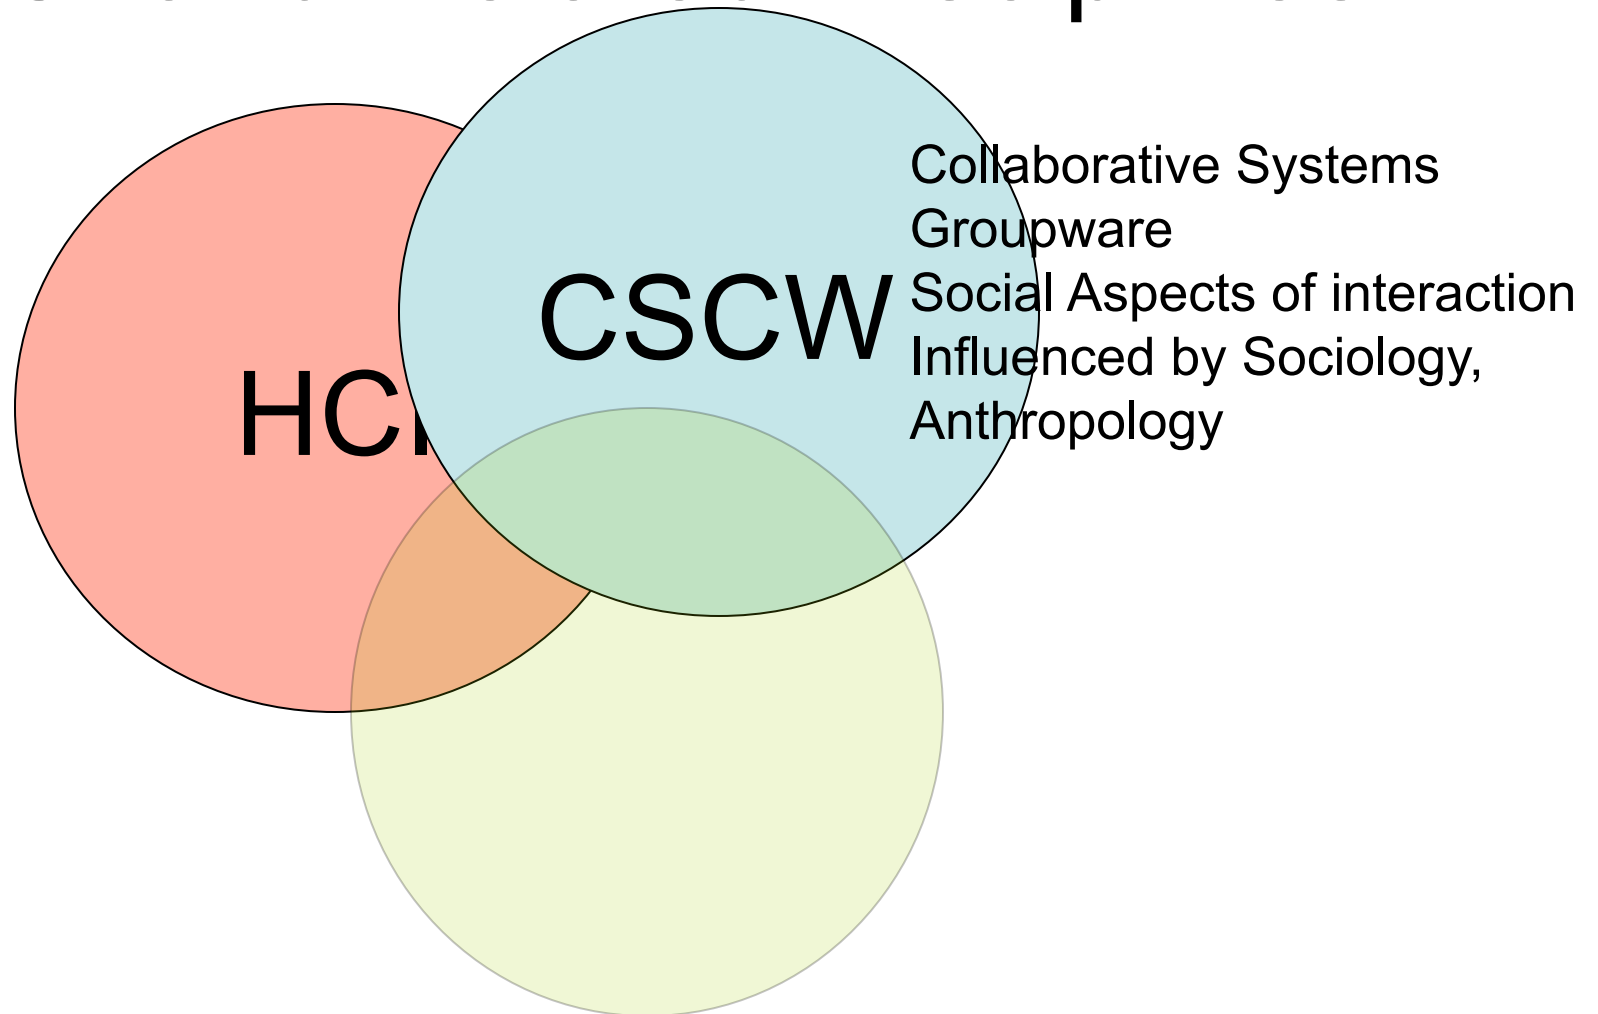 Collaborative Systems
Groupware
CSCW
Social Aspects of interaction
Influenced by Sociology,
HCI
Anthropology